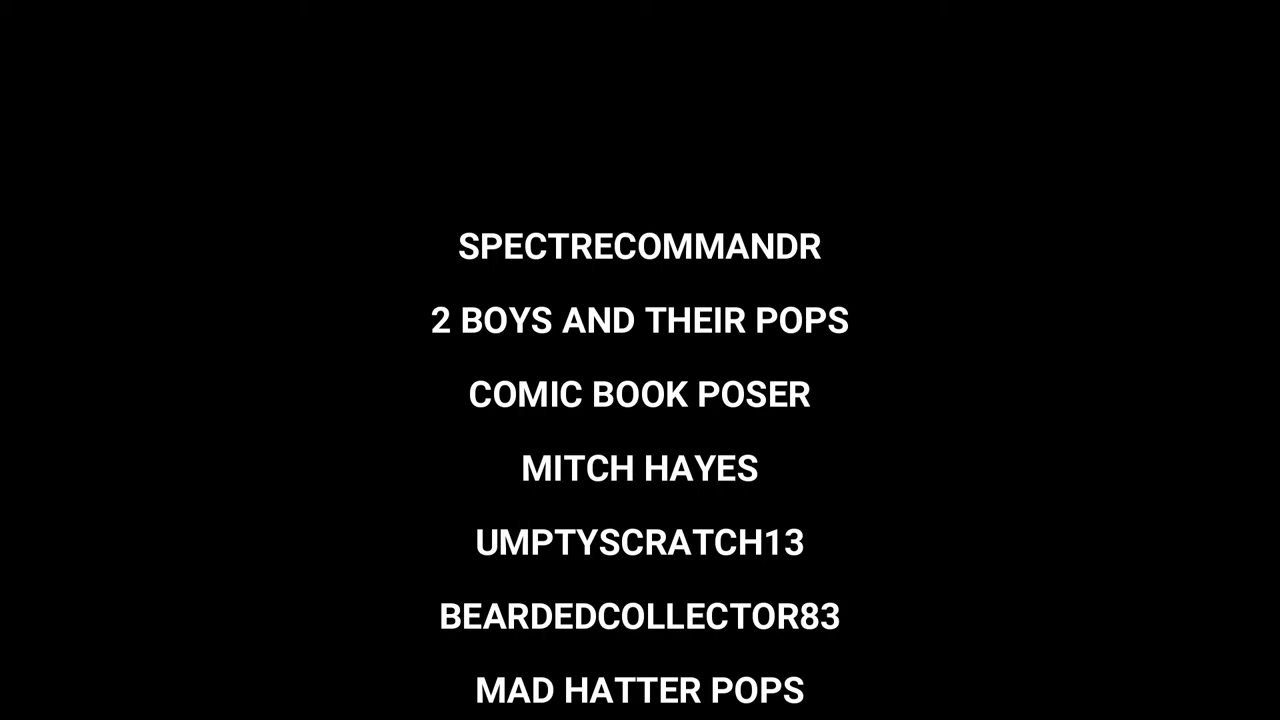 SPECTRECOMMANDR
2 BOYS AND THEIR POPS
COMIC BOOK POSER
MITCH HAYES
UMPTYSCRATCH13
BEARDEDCOLLECTOR83
MAD HATTER POPS